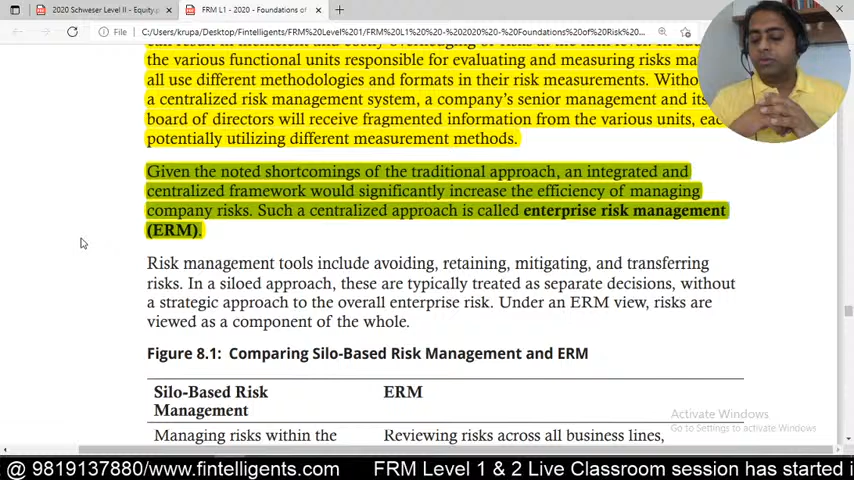 2020 Schweser Level II - Equity.p
FRM L1 - 2020 - Foundations of
File
C:/Users/krupa/Desktop/Fintelligents/FRM%20Level%201/FRM%20L1%20%20-%202020%20-%20Foundations%20of%20Risk%
the various functional units responsible for evaluating and measuring risks ma
all use different methodologies and formats in their risk measurements. Witho
a centralized risk management system, a company's senior management and its
board of directors will receive fragmented information from the various units, eac
potentially utilizing different measurement methods.
Given the noted shortcomings of the traditional approach, an integrated and
centralized framework would significantly increase the efficiency of managing
company risks. Such a centralized approach is called enterprise risk management
(ERM).
Risk management tools include avoiding, retaining, mitigating, and transferring
risks. In a siloed approach, these are typically treated as separate decisions, without
a strategic approach to the overall enterprise risk. Under an ERM view, risks are
viewed as a component of the whole.
Figure 8.1: Comparing Silo-Based Risk Management and ERM
Silo-Based Risk ERM
Management
Managing risks within the Reviewing risks across all business lines,
Activate Windows
Go to Settings to activate Windows.
@ 9819137880/www.fintelligents.com FRM Level 1 & 2 Live Classroom session has started i